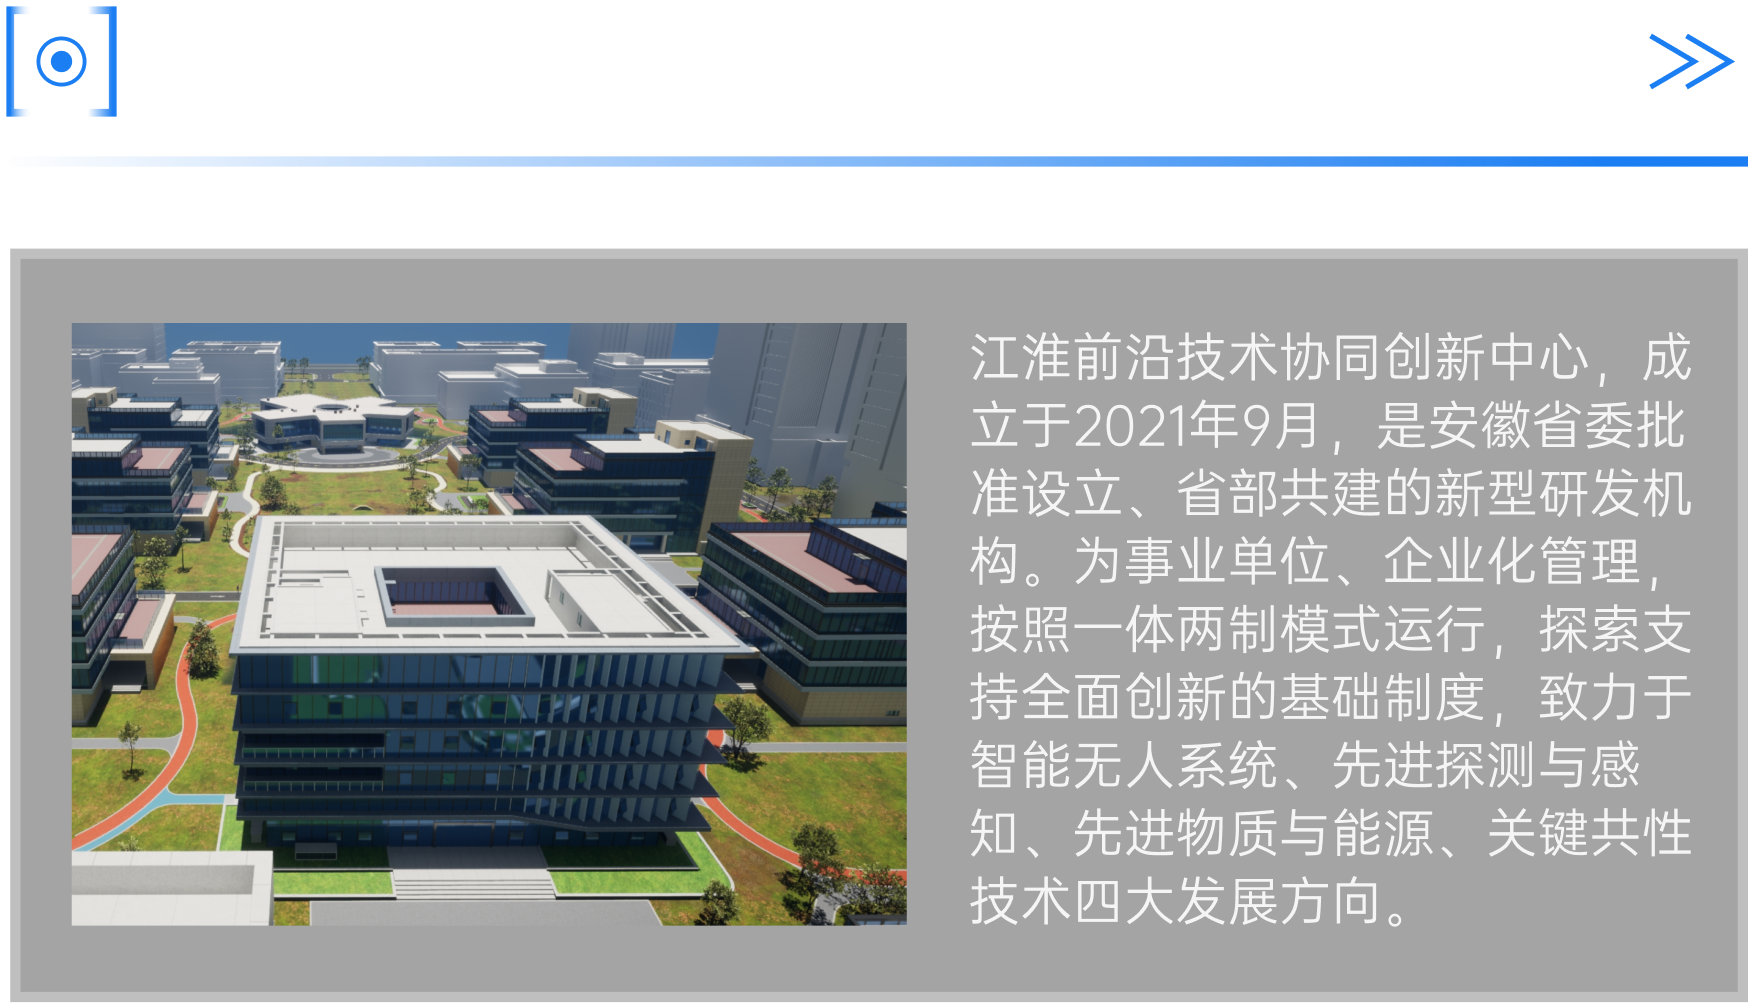 江淮前沿技术协同创新中心，成
立于2021年9月，是安徽省委批
准设立、省部共建的新型研发机
构。为事业单位、企业化管理，
按照一体两制模式运行，探索支
持全面创新的基础制度，致力于
智能无人系统、先进探测与感
知、先进物质与能源、关键共性
技术四大发展方向。